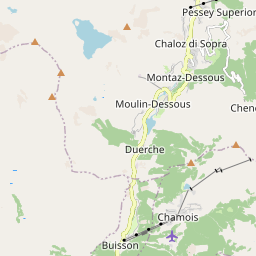 Pessey Superior
Chaloz di Sopra
Montaz-Dessous
Moulin-Dessous
Chene
Duerche
Chamois
Buisson